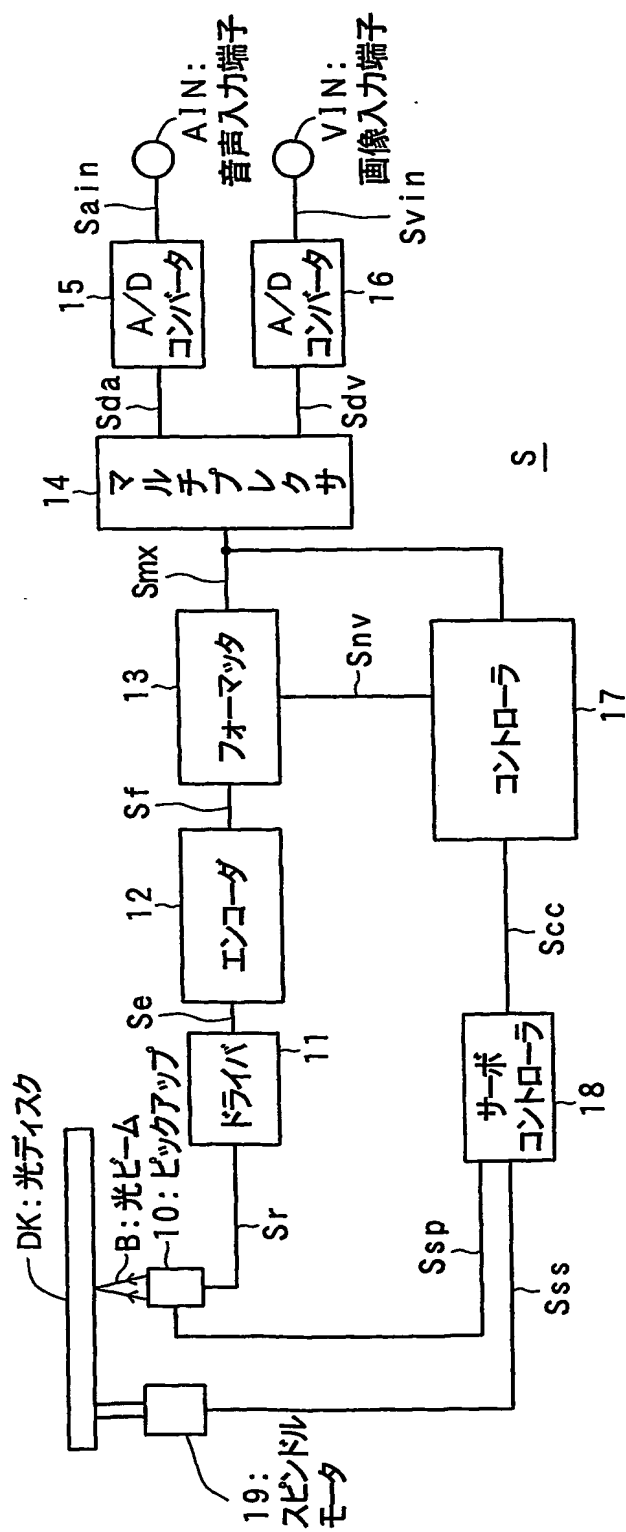 DK：光ディスク
B：光ビーム
10：ピックアップ
19：
スピンドル
モータ
Sr
ドライバ
11
Se
エンコーダ
12
Sf
フォーマッタ
13
Smx
マルチプレクサ
14
Sda
Sdv
A/D
コンバータ
15
A/D
コンバータ
16
Sain
Svin
AIN：
音声入力端子
VIN：
画像入力端子
Ssp
Sss
サーボ
コントローラ
18
Scc
コントローラ
17
Snv
S